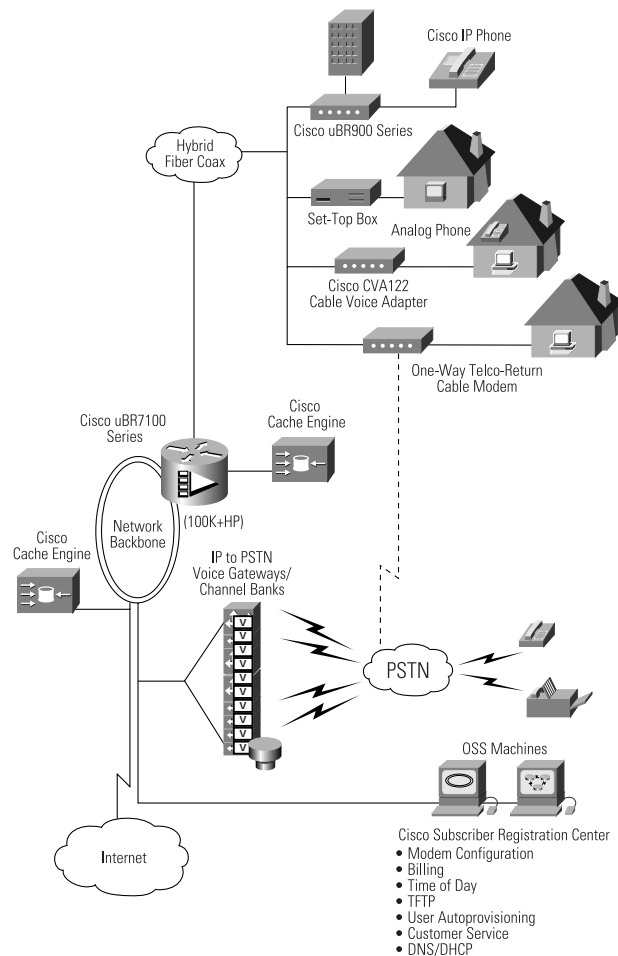 Cisco IP Phone
Cisco uBR900 Series
Hybrid
Fiber Coax
Set-Top Box
Analog Phone
Cisco CVA122
Cable Voice Adapter
One-Way Telco-Return
Cable Modem
Cisco uBR7100
Series
Cisco
Cache Engine
(100K+HP)
Network
Backbone
Cisco
Cache Engine
IP to PSTN
Voice Gateways/
Channel Banks
V
V
V
V
V
V
V
V
V
V
PSTN
OSS Machines
Internet
Cisco Subscriber Registration Center
• Modem Configuration
• Billing
• Time of Day
• TFTP
• User Autoprovisioning
• Customer Service
• DNS/DHCP